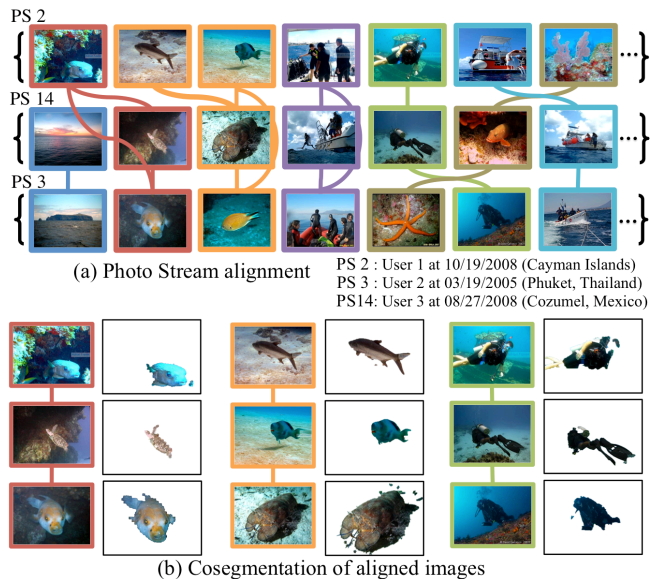 PS 2
PS 14
PS 3
(a) Photo Stream alignment
PS 2 : User 1 at 10/19/2008 (Cayman Islands)
PS 3 : User 2 at 03/19/2005 (Phuket, Thailand)
PS14: User 3 at 08/27/2008 (Cozumel, Mexico)
(b) Cosegmentation of aligned images